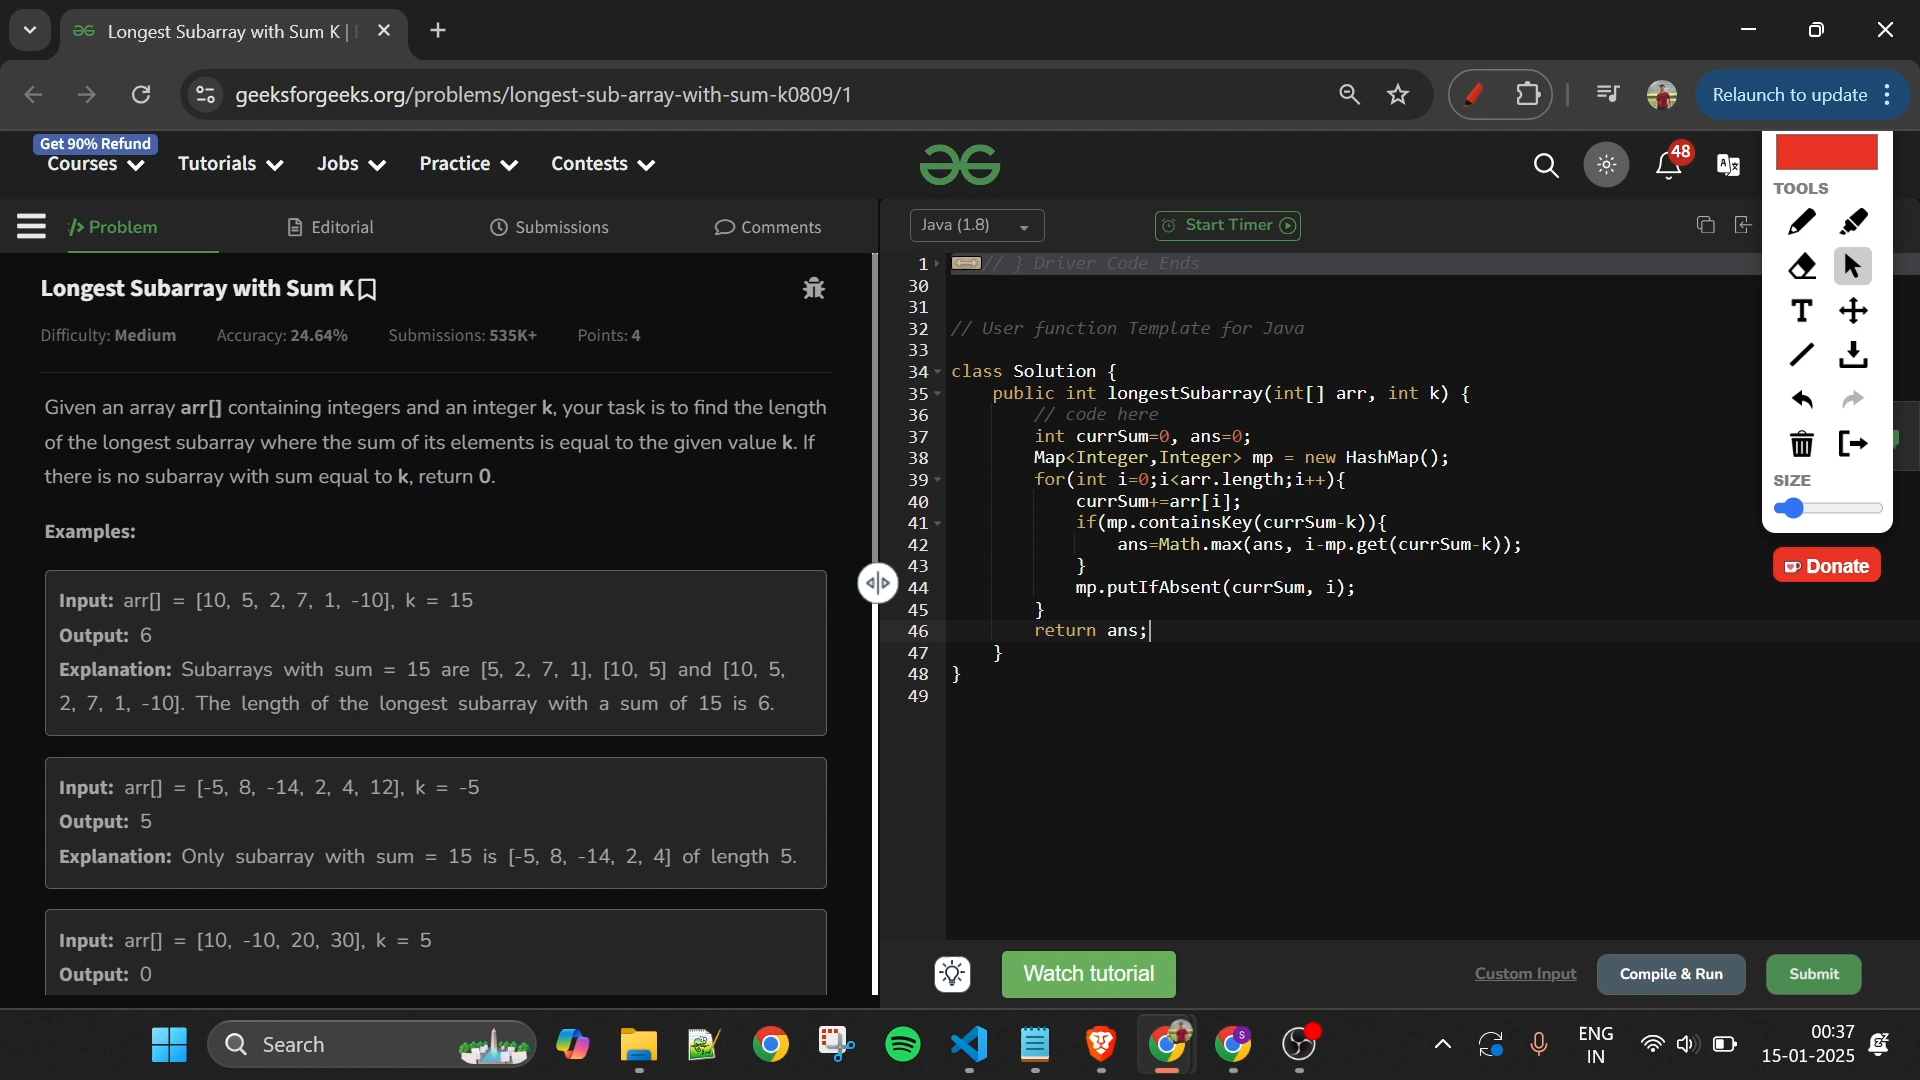 Longest Subarray with Sum K |
geeksforgeeks.org/problems/longest-sub-array-with-sum-k0809/1
Relaunch to update
Get 90% Refund
Courses
Tutorials
Jobs
Practice
Contests
48
Problem
Editorial
Submissions
Comments
Java (1.8)
Start Timer
Longest Subarray with Sum K
Difficulty: Medium
Accuracy: 24.64%
Submissions: 535K+
Points: 4
Given an array arr[] containing integers and an integer k, your task is to find the length
of the longest subarray where the sum of its elements is equal to the given value k. If
there is no subarray with sum equal to k, return 0.
Examples:
Input: arr[] = [10, 5, 2, 7, 1, -10], k = 15
Output: 6
Explanation: Subarrays with sum = 15 are [5, 2, 7, 1], [10, 5] and [10, 5,
2, 7, 1, -10]. The length of the longest subarray with a sum of 15 is 6.
Input: arr[] = [-5, 8, -14, 2, 4, 12], k = -5
Output: 5
Explanation: Only subarray with sum = 15 is [-5, 8, -14, 2, 4] of length 5.
Input: arr[] = [10, -10, 20, 30], k = 5
Output: 0
1 // } Driver Code Ends
30
31
32 // User function Template for Java
33
34 class Solution {
35 public int longestSubarray(int[] arr, int k) {
36 // code here
37 int currSum=0, ans=0;
38 Map<Integer,Integer> mp = new HashMap();
39 for(int i=0;i<arr.length;i++){
40 currSum+=arr[i];
41 if(mp.containsKey(currSum-k)){
42 ans=Math.max(ans, i-mp.get(currSum-k));
43 }
44 mp.putIfAbsent(currSum, i);
45 }
46 return ans;
47 }
48 }
49
TOOLS
T
SIZE
Donate
Watch tutorial
Custom Input
Compile & Run
Submit
Search
ENG
IN
00:37
15-01-2025